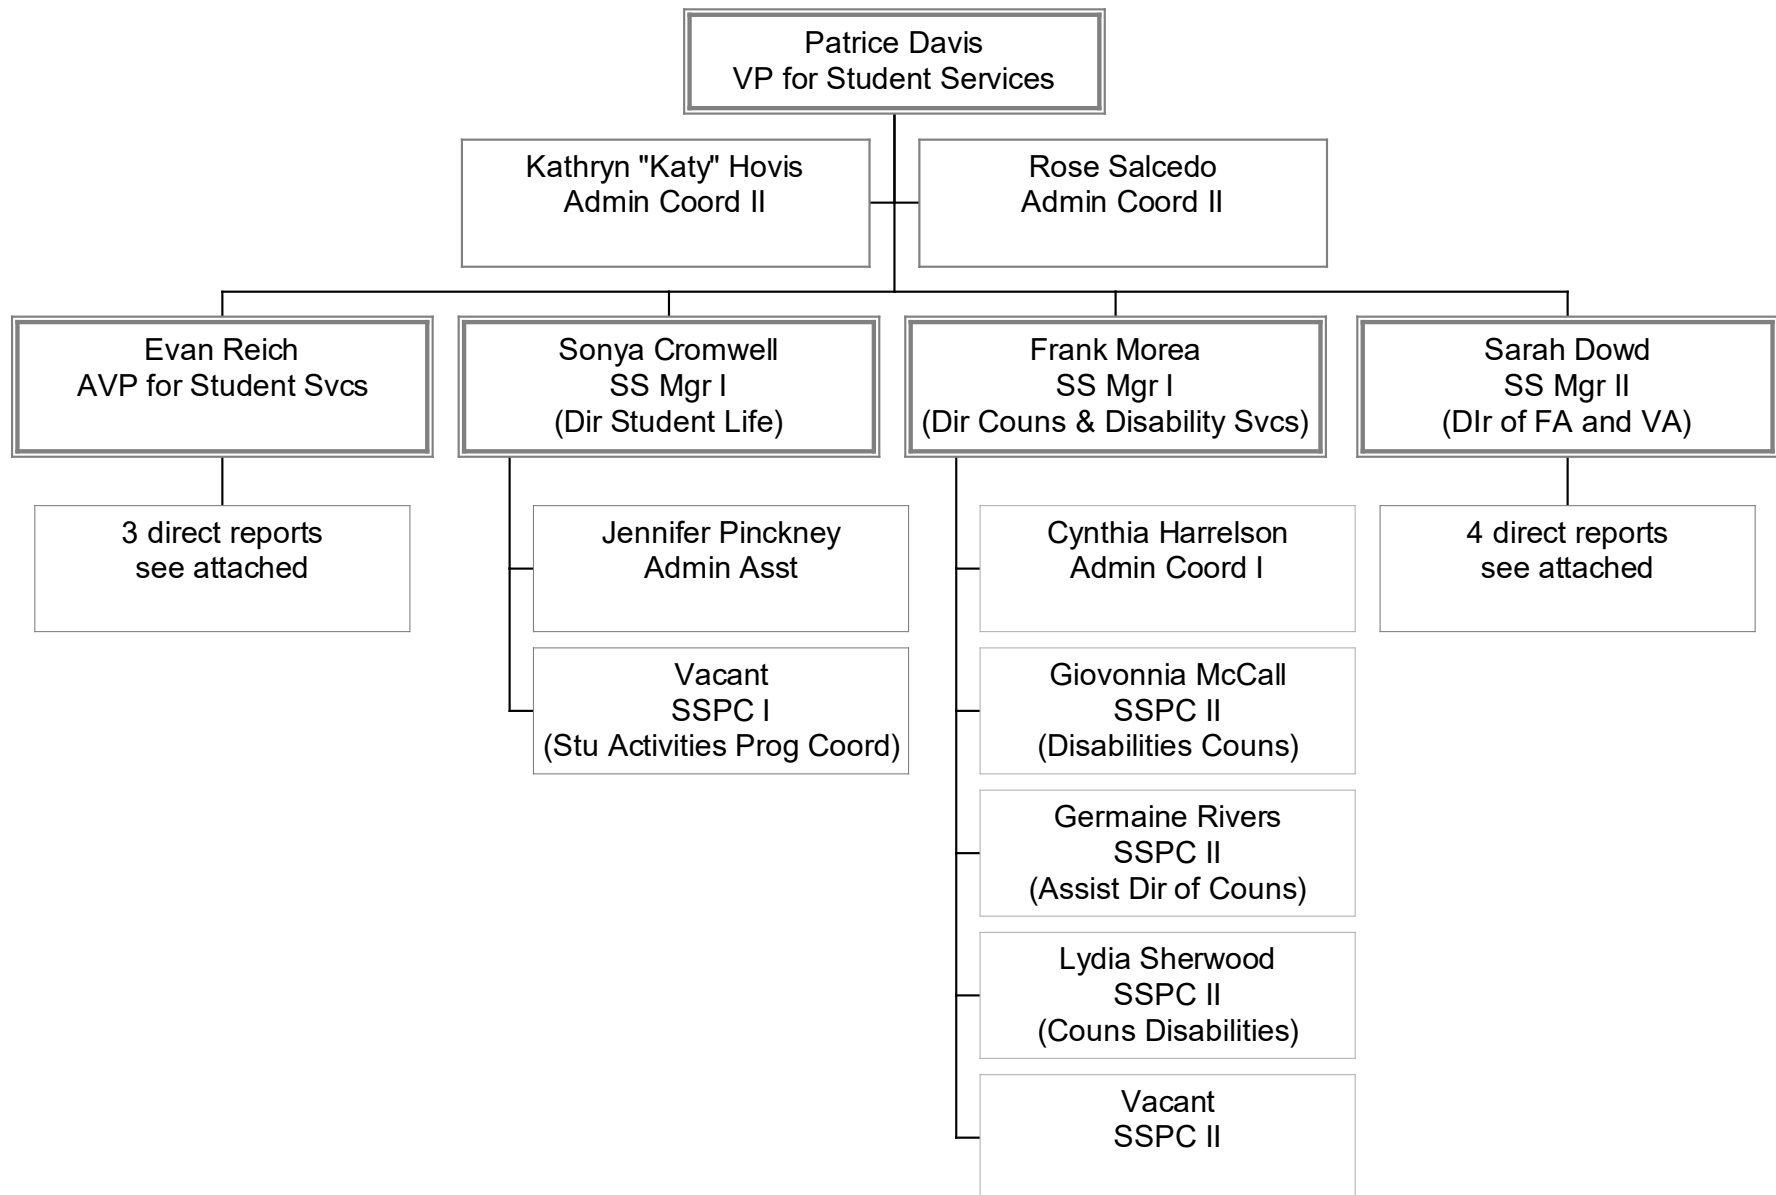 Patrice Davis
VP for Student Services
Kathryn "Katy" Hovis
Admin Coord II
Rose Salcedo
Admin Coord II
Evan Reich
AVP for Student Svcs
Sonya Cromwell
SS Mgr I
(Dir Student Life)
Frank Morea
SS Mgr I
(Dir Couns & Disability Svcs)
Sarah Dowd
SS Mgr II
(DIr of FA and VA)
3 direct reports
see attached
Jennifer Pinckney
Admin Asst
Vacant
SSPC I
(Stu Activities Prog Coord)
Cynthia Harrelson
Admin Coord I
Giovonnia McCall
SSPC II
(Disabilities Couns)
Germaine Rivers
SSPC II
(Assist Dir of Couns)
Lydia Sherwood
SSPC II
(Couns Disabilities)
Vacant
SSPC II
4 direct reports
see attached